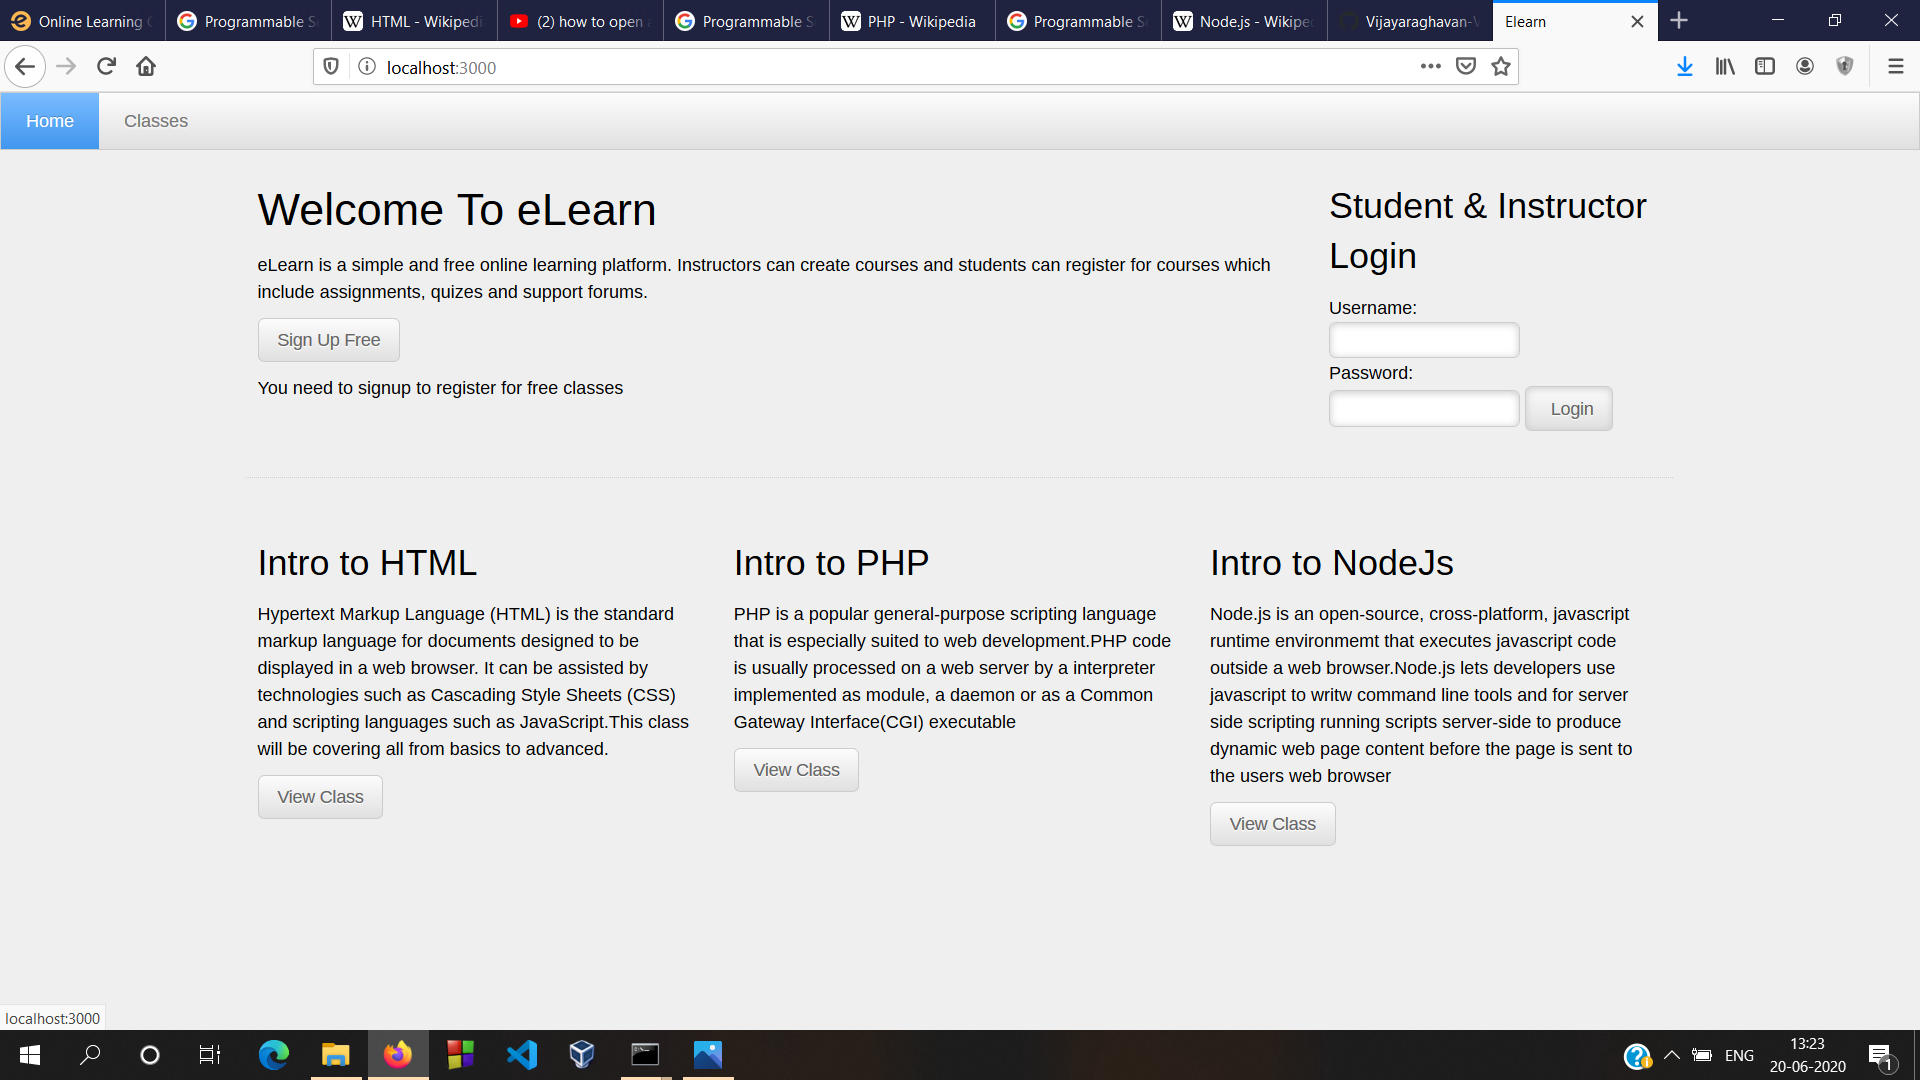 Online Learning
Programmable S
HTML - Wikipedi
(2) how to open a
Programmable S
PHP - Wikipedia
Programmable S
Node.js - Wikiped
Vijayaraghavan-V
Elearn
localhost:3000
Home
Classes
Welcome To eLearn
eLearn is a simple and free online learning platform. Instructors can create courses and students can register for courses which
include assignments, quizes and support forums.
Sign Up Free
You need to signup to register for free classes
Student & Instructor
Login
Username:
Password:
Login
Intro to HTML
Hypertext Markup Language (HTML) is the standard
markup language for documents designed to be
displayed in a web browser. It can be assisted by
technologies such as Cascading Style Sheets (CSS)
and scripting languages such as JavaScript.This class
will be covering all from basics to advanced.
View Class
Intro to PHP
PHP is a popular general-purpose scripting language
that is especially suited to web development.PHP code
is usually processed on a web server by a interpreter
implemented as module, a daemon or as a Common
Gateway Interface(CGI) executable
View Class
Intro to NodeJs
Node.js is an open-source, cross-platform, javascript
runtime environmemt that executes javascript code
outside a web browser.Node.js lets developers use
javascript to writw command line tools and for server
side scripting running scripts server-side to produce
dynamic web page content before the page is sent to
the users web browser
View Class
localhost:3000
ENG
13:23
20-06-2020
1